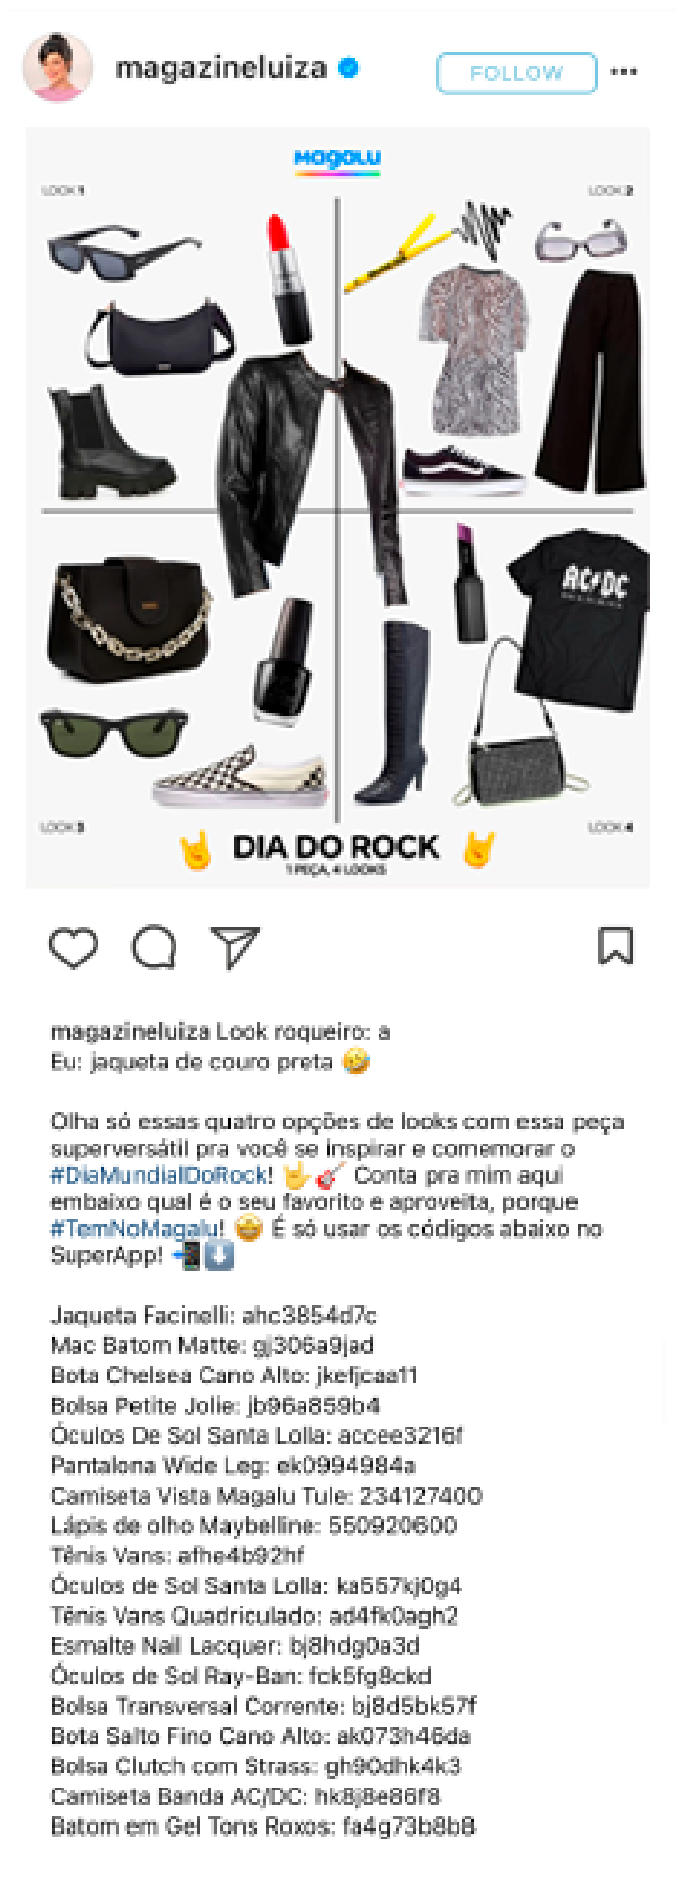 magazineluiza
FOLLOW
Magalu
LOOK 1
LOOK 2
AC/DC
LOOK 3
LOOK 4
DIA DO ROCK
1 PEÇA, 4 LOOKS
magazineluiza Look roqueiro: a
Eu: jaqueta de couro preta 🤣
Olha só essas quatro opções de looks com essa peça
superversátil pra você se inspirar e comemorar o
#DiaMundialDoRock! 🤘🎸 Conta pra mim aqui
embaixo qual é o seu favorito e aproveita, porque
#TemNoMagalu! 🤩 É só usar os códigos abaixo no
SuperApp! 📲⬇️
Jaqueta Facinelli: ahc3854d7c
Mac Batom Matte: gj306a9jad
Bota Chelsea Cano Alto: jkefjcaa11
Bolsa Petite Jolie: jb96a859b4
Óculos De Sol Santa Lolla: accee3216f
Pantalona Wide Leg: ek0994984a
Camiseta Vista Magalu Tule: 234127400
Lápis de olho Maybelline: 550920600
Tênis Vans: afhe4b92hf
Óculos de Sol Santa Lolla: ka557kj0g4
Tênis Vans Quadriculado: ad4fk0agh2
Esmalte Nail Lacquer: bj8hdg0a3d
Óculos de Sol Ray-Ban: fck5fg8ckd
Bolsa Transversal Corrente: bj8d5bk57f
Bota Salto Fino Cano Alto: ak073h46da
Bolsa Clutch com Strass: gh90dhk4k3
Camiseta Banda AC/DC: hk8j8e86f8
Batom em Gel Tons Roxos: fa4g73b8b8